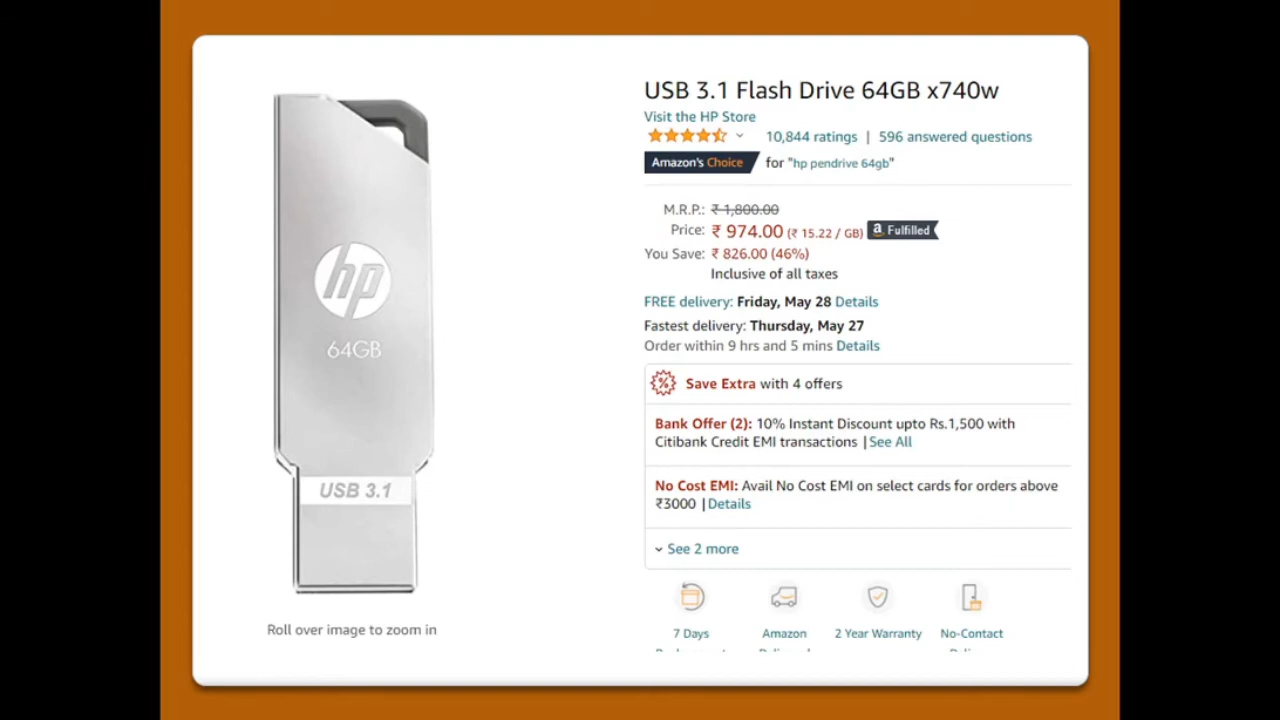 USB 3.1 Flash Drive 64GB x740w
Visit the HP Store
10,844 ratings | 596 answered questions
Amazon's Choice for "hp pendrive 64gb"
M.R.P.: ₹ 1,800.00
Price: ₹ 974.00 (₹ 15.22 / GB) a Fulfilled
You Save: ₹ 826.00 (46%)
Inclusive of all taxes
FREE delivery: Friday, May 28 Details
Fastest delivery: Thursday, May 27
Order within 9 hrs and 5 mins Details
Save Extra with 4 offers
Bank Offer (2): 10% Instant Discount upto Rs.1,500 with
Citibank Credit EMI transactions | See All
No Cost EMI: Avail No Cost EMI on select cards for orders above
₹3000 | Details
See 2 more
7 Days
Amazon
2 Year Warranty
No-Contact
hp
64GB
USB 3.1
Roll over image to zoom in